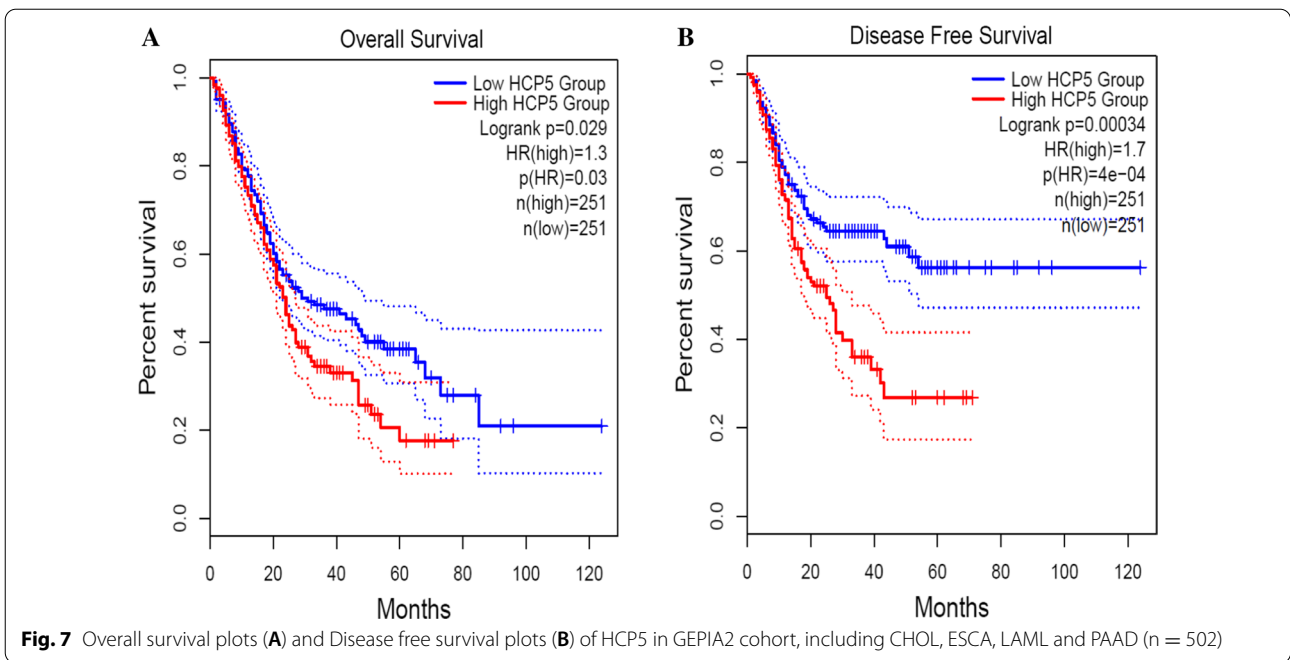 A
Overall Survival
Percent survival
1.0
0.8
0.6
0.4
0.2
0.0
Low HCP5 Group
High HCP5 Group
Logrank p=0.029
HR(high)=1.3
p(HR)=0.03
n(high)=251
n(low)=251
0 20 40 60 80 100 120
Months
B
Disease Free Survival
Percent survival
1.0
0.8
0.6
0.4
0.2
0.0
Low HCP5 Group
High HCP5 Group
Logrank p=0.00034
HR(high)=1.7
p(HR)=4e−04
n(high)=251
n(low)=251
0 20 40 60 80 100 120
Months
Fig. 7 Overall survival plots (A) and Disease free survival plots (B) of HCP5 in GEPIA2 cohort, including CHOL, ESCA, LAML and PAAD (n = 502)